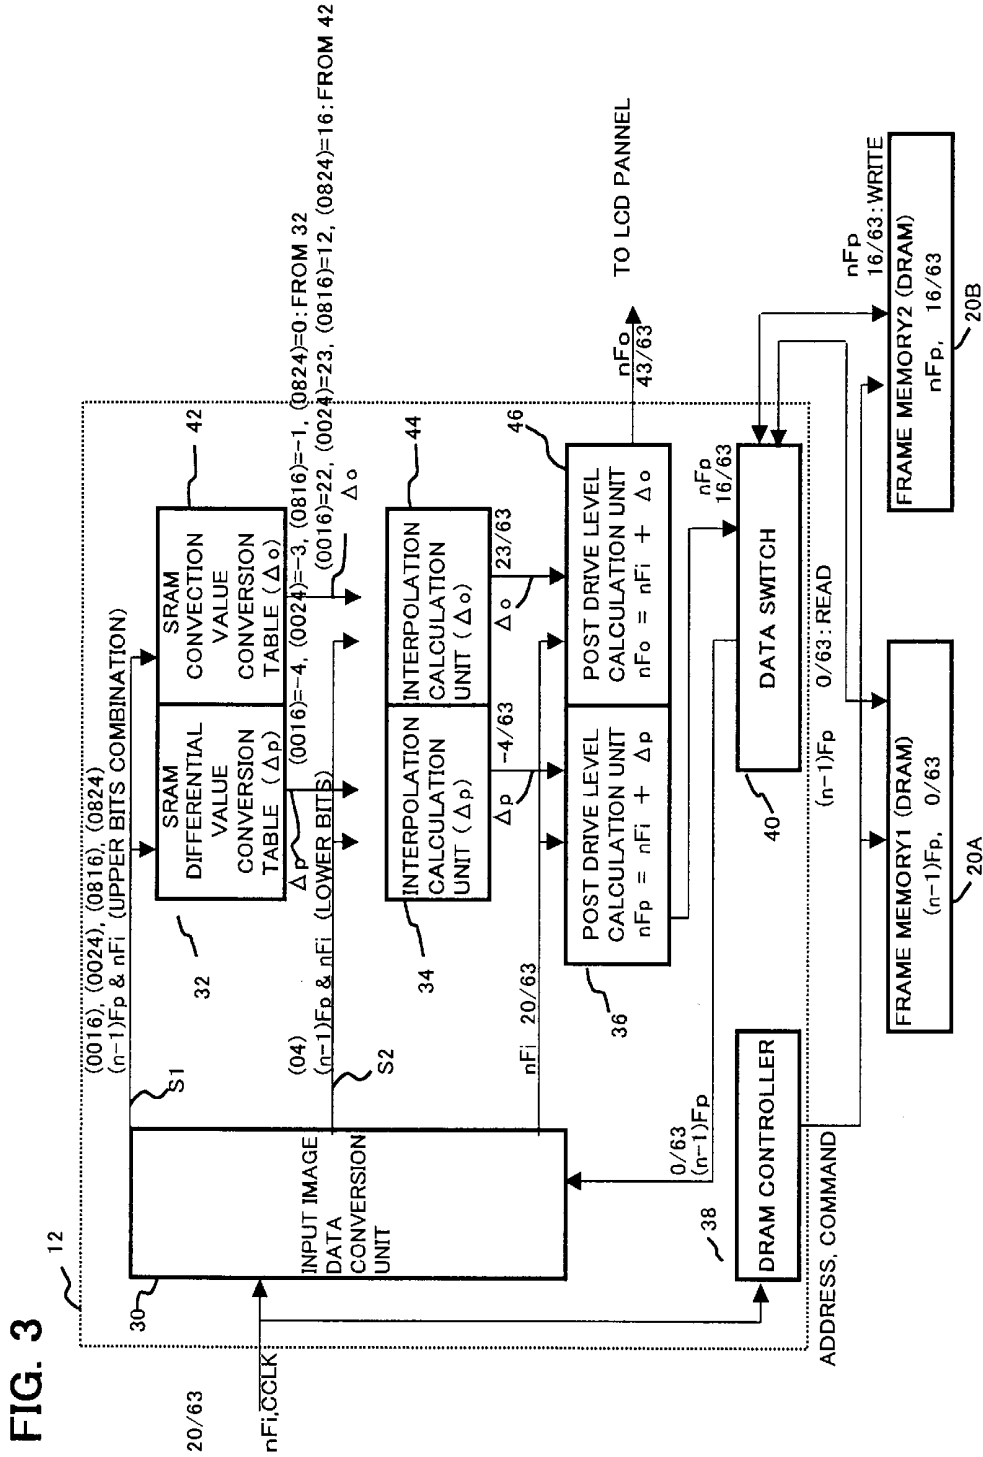 FIG. 3
12
20/63
nFi,CCLK
30
INPUT IMAGE
DATA
CONVERSION
UNIT
(0016), (0024), (0816), (0824)
(n-1)Fp & nFi (UPPER BITS COMBINATION)
S1
32
SRAM
DIFFERENTIAL
VALUE
CONVERSION
TABLE (Δp)
SRAM
CONVECTION
VALUE
CONVERSION
TABLE (Δo)
42
Δp
(0016)=-4, (0024)=-3, (0816)=-1, (0824)=0:FROM 32
(0016)=22, (0024)=23, (0816)=12, (0824)=16:FROM 42
Δo
(04)
(n-1)Fp & nFi (LOWER BITS)
S2
34
INTERPOLATION
CALCULATION
UNIT (Δp)
INTERPOLATION
CALCULATION
UNIT (Δo)
44
Δp
-4/63
Δo
23/63
nFi 20/63
36
POST DRIVE LEVEL
CALCULATION UNIT
nFp = nFi + Δp
POST DRIVE LEVEL
CALCULATION UNIT
nFo = nFi + Δo
46
nFo
43/63
TO LCD PANNEL
0/63
(n-1)Fp
nFp
16/63
38
DRAM CONTROLLER
40
DATA SWITCH
ADDRESS, COMMAND
(n-1)Fp 0/63:READ
nFp
16/63:WRITE
FRAME MEMORY1 (DRAM)
(n-1)Fp, 0/63
20A
FRAME MEMORY2 (DRAM)
nFp, 16/63
20B